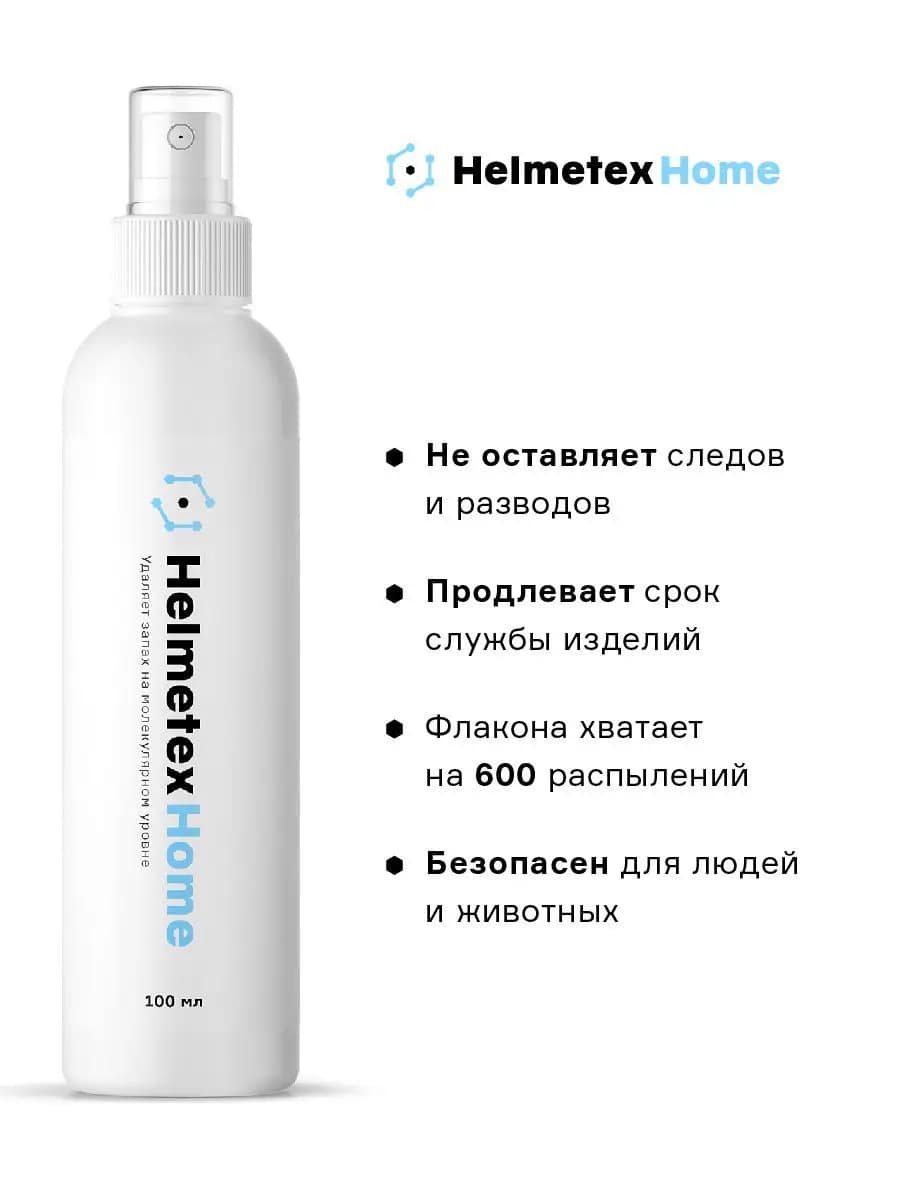 Helmetex Home
Не оставляет следов
и разводов
Продлевает срок
службы изделий
Флакона хватает
на 600 распылений
Безопасен для людей
и животных
Helmetex Home
Удаляет запах на молекулярном уровне
100 мл